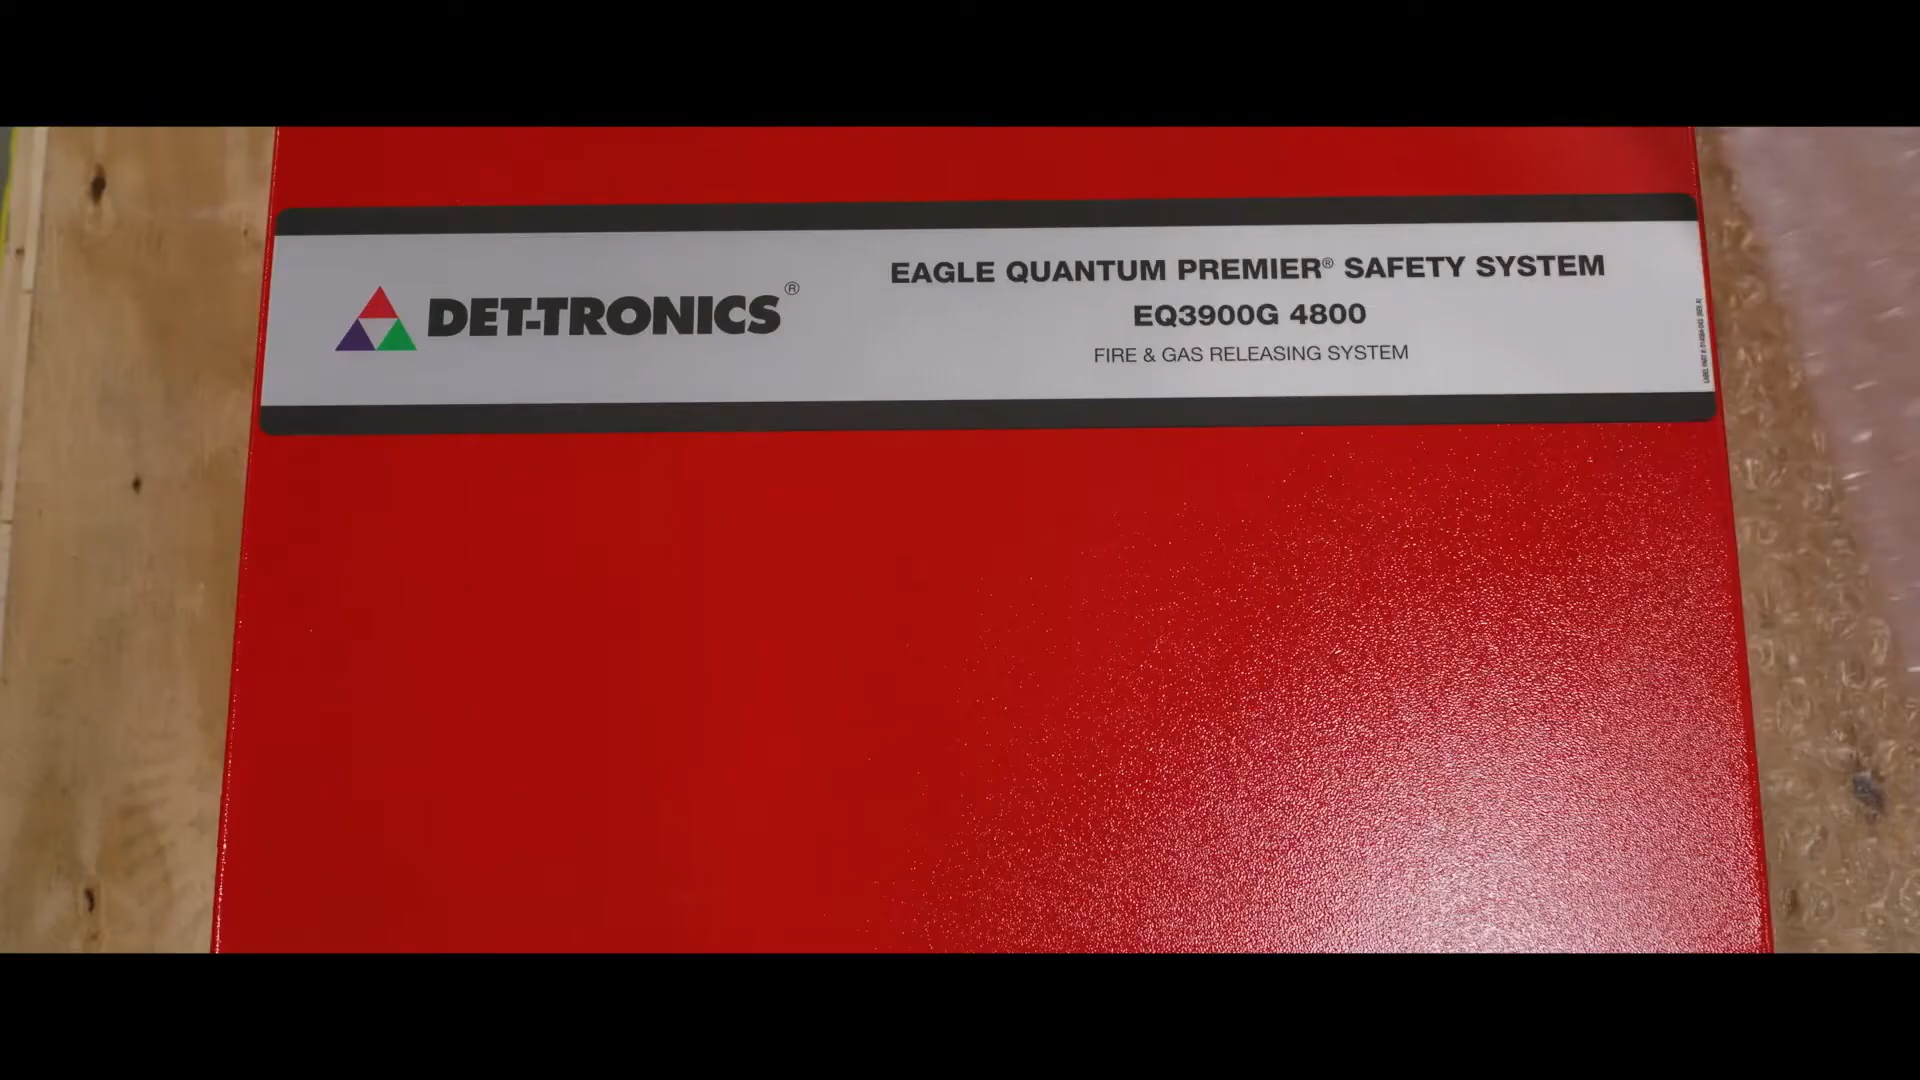 DET-TRONICS®
EAGLE QUANTUM PREMIER® SAFETY SYSTEM
EQ3900G 4800
FIRE & GAS RELEASING SYSTEM